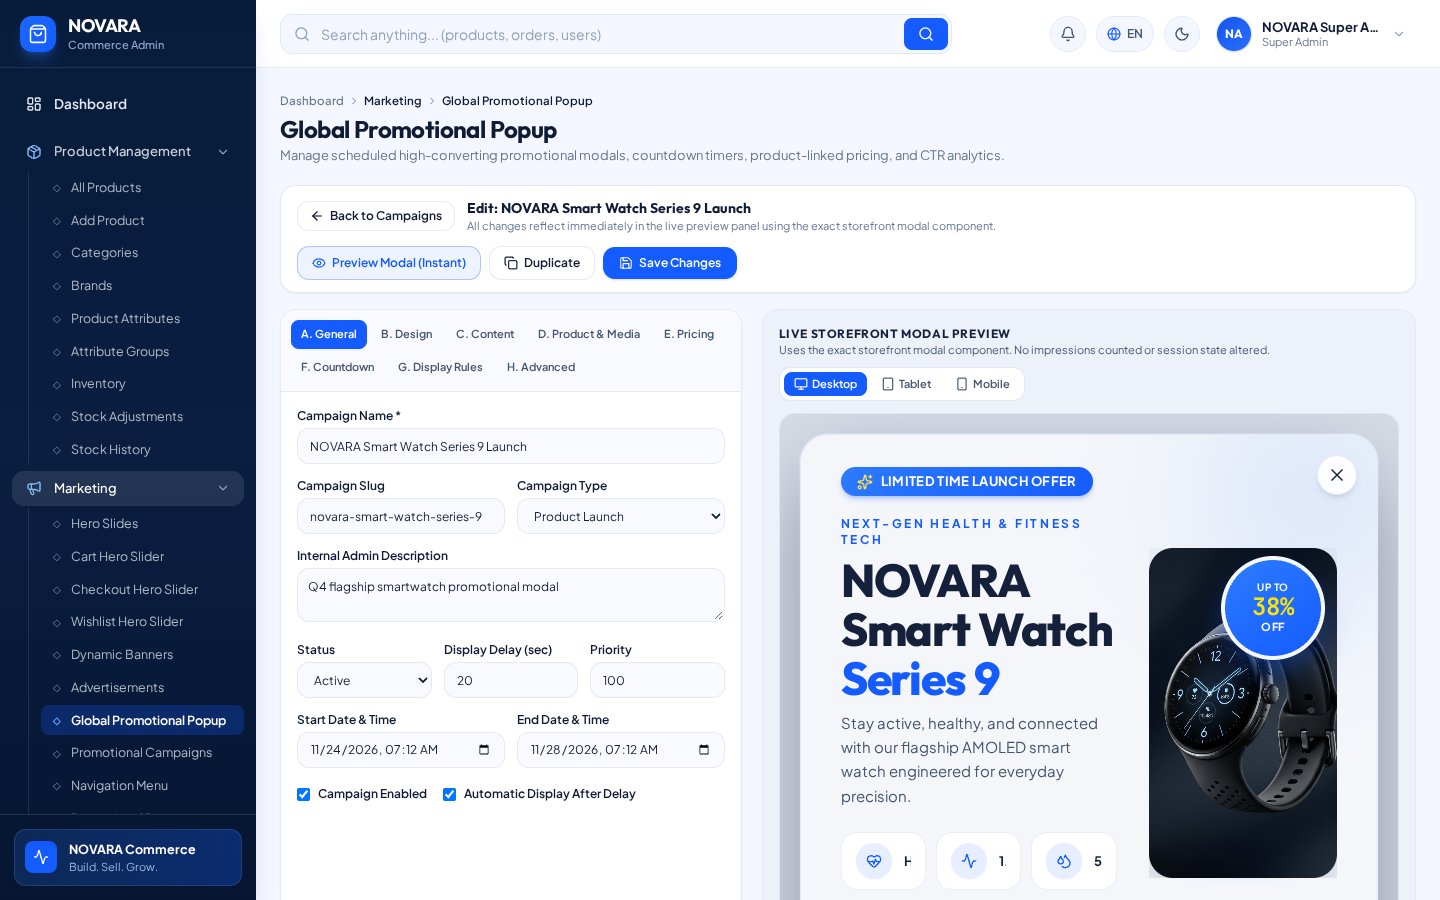 NOVARA
Commerce Admin
Search anything... (products, orders, users)
EN
NA
NOVARA Super A...
Super Admin
Dashboard
Product Management
All Products
Add Product
Categories
Brands
Product Attributes
Attribute Groups
Inventory
Stock Adjustments
Stock History
Marketing
Hero Slides
Cart Hero Slider
Checkout Hero Slider
Wishlist Hero Slider
Dynamic Banners
Advertisements
Global Promotional Popup
Promotional Campaigns
Navigation Menu
NOVARA Commerce
Build. Sell. Grow.
Dashboard > Marketing > Global Promotional Popup
Global Promotional Popup
Manage scheduled high-converting promotional modals, countdown timers, product-linked pricing, and CTR analytics.
Back to Campaigns
Edit: NOVARA Smart Watch Series 9 Launch
All changes reflect immediately in the live preview panel using the exact storefront modal component.
Preview Modal (Instant)
Duplicate
Save Changes
A. General
B. Design
C. Content
D. Product & Media
E. Pricing
F. Countdown
G. Display Rules
H. Advanced
Campaign Name *
NOVARA Smart Watch Series 9 Launch
Campaign Slug
Campaign Type
novara-smart-watch-series-9
Product Launch
Internal Admin Description
Q4 flagship smartwatch promotional modal
Status
Display Delay (sec)
Priority
Active
20
100
Start Date & Time
End Date & Time
11/24/2026, 07:12 AM
11/28/2026, 07:12 AM
Campaign Enabled
Automatic Display After Delay
LIVE STOREFRONT MODAL PREVIEW
Uses the exact storefront modal component. No impressions counted or session state altered.
Desktop
Tablet
Mobile
LIMITED TIME LAUNCH OFFER
NEXT-GEN HEALTH & FITNESS
TECH
NOVARA
Smart Watch
Series 9
Stay active, healthy, and connected
with our flagship AMOLED smart
watch engineered for everyday
precision.
UP TO
38%
OFF
H
1
5